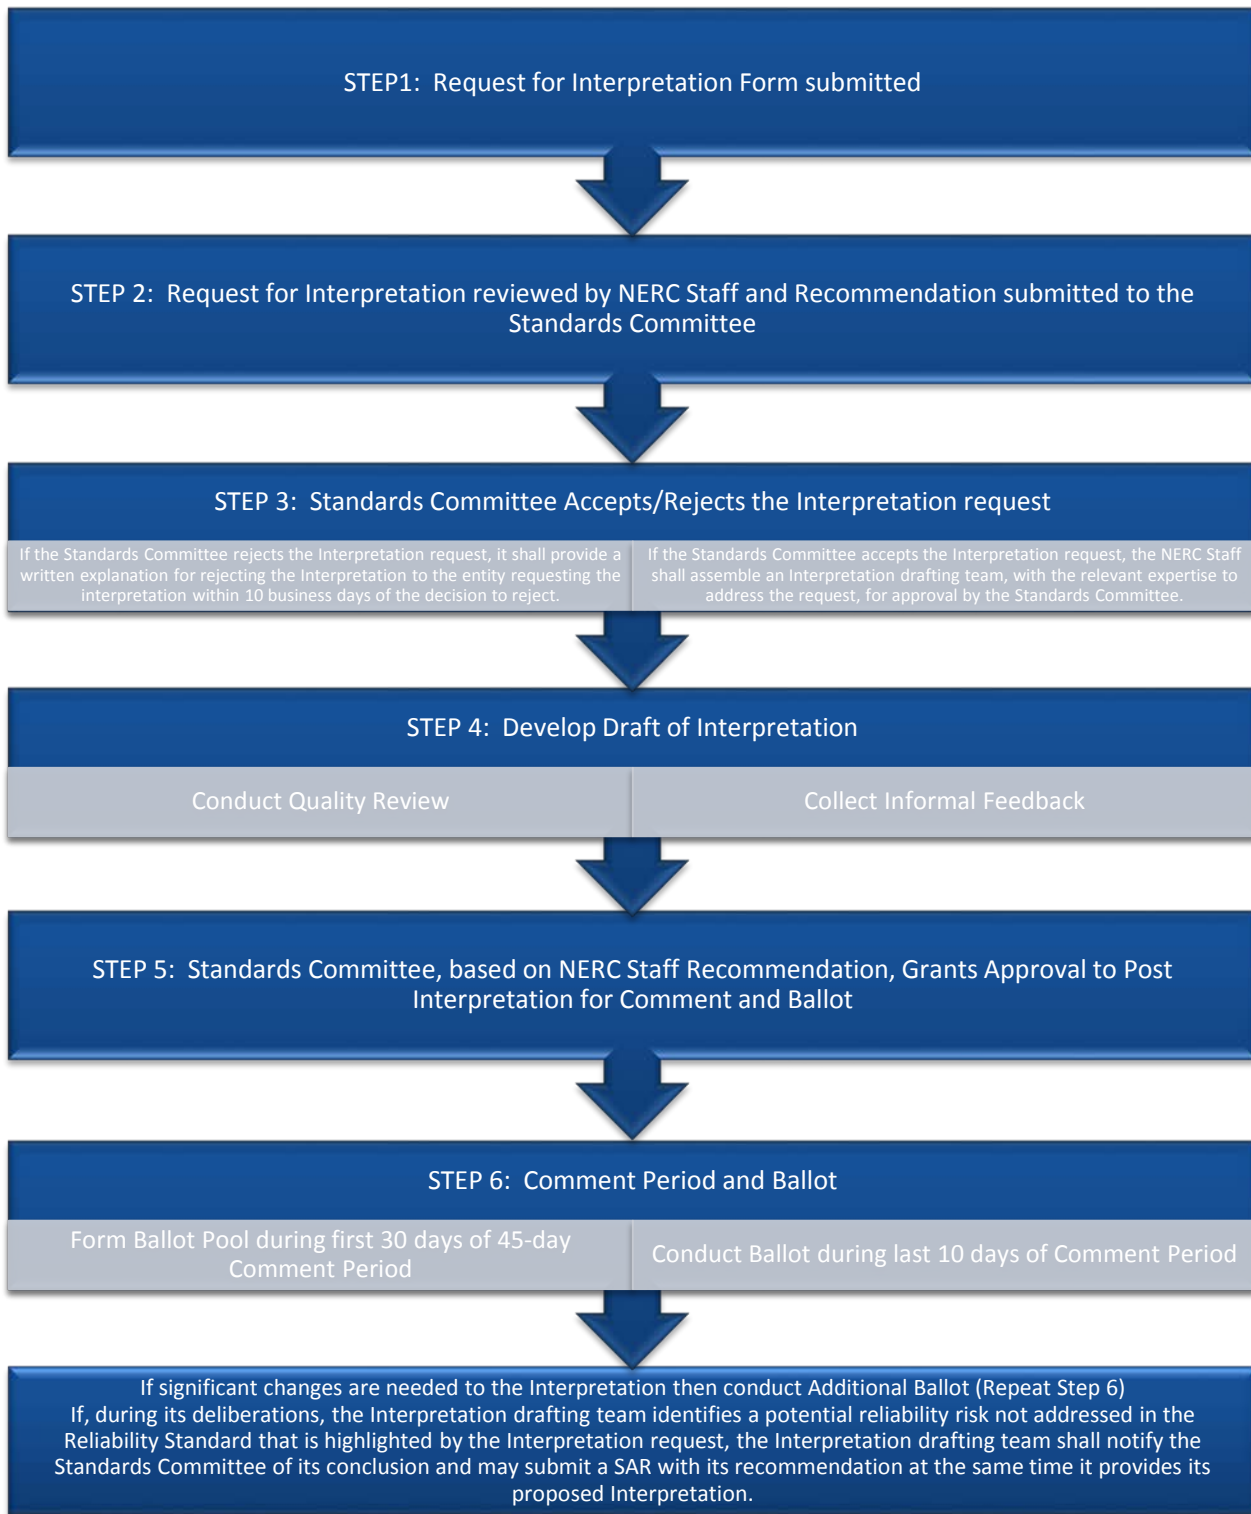 STEP1:  Request for Interpretation Form submitted
STEP 2:  Request for Interpretation reviewed by NERC Staff and Recommendation submitted to the
Standards Committee
STEP 3:  Standards Committee Accepts/Rejects the Interpretation request
If the Standards Committee rejects the Interpretation request, it shall provide a
written explanation for rejecting the Interpretation to the entity requesting the
interpretation within 10 business days of the decision to reject.
If the Standards Committee accepts the Interpretation request, the NERC Staff
shall assemble an Interpretation drafting team, with the relevant expertise to
address the request, for approval by the Standards Committee.
STEP 4:  Develop Draft of Interpretation
Conduct Quality Review
Collect Informal Feedback
STEP 5:  Standards Committee, based on NERC Staff Recommendation, Grants Approval to Post
Interpretation for Comment and Ballot
STEP 6:  Comment Period and Ballot
Form Ballot Pool during first 30 days of 45-day
Comment Period
Conduct Ballot during last 10 days of Comment Period
If significant changes are needed to the Interpretation then conduct Additional Ballot (Repeat Step 6)
If, during its deliberations, the Interpretation drafting team identifies a potential reliability risk not addressed in the
Reliability Standard that is highlighted by the Interpretation request, the Interpretation drafting team shall notify the
Standards Committee of its conclusion and may submit a SAR with its recommendation at the same time it provides its
proposed Interpretation.